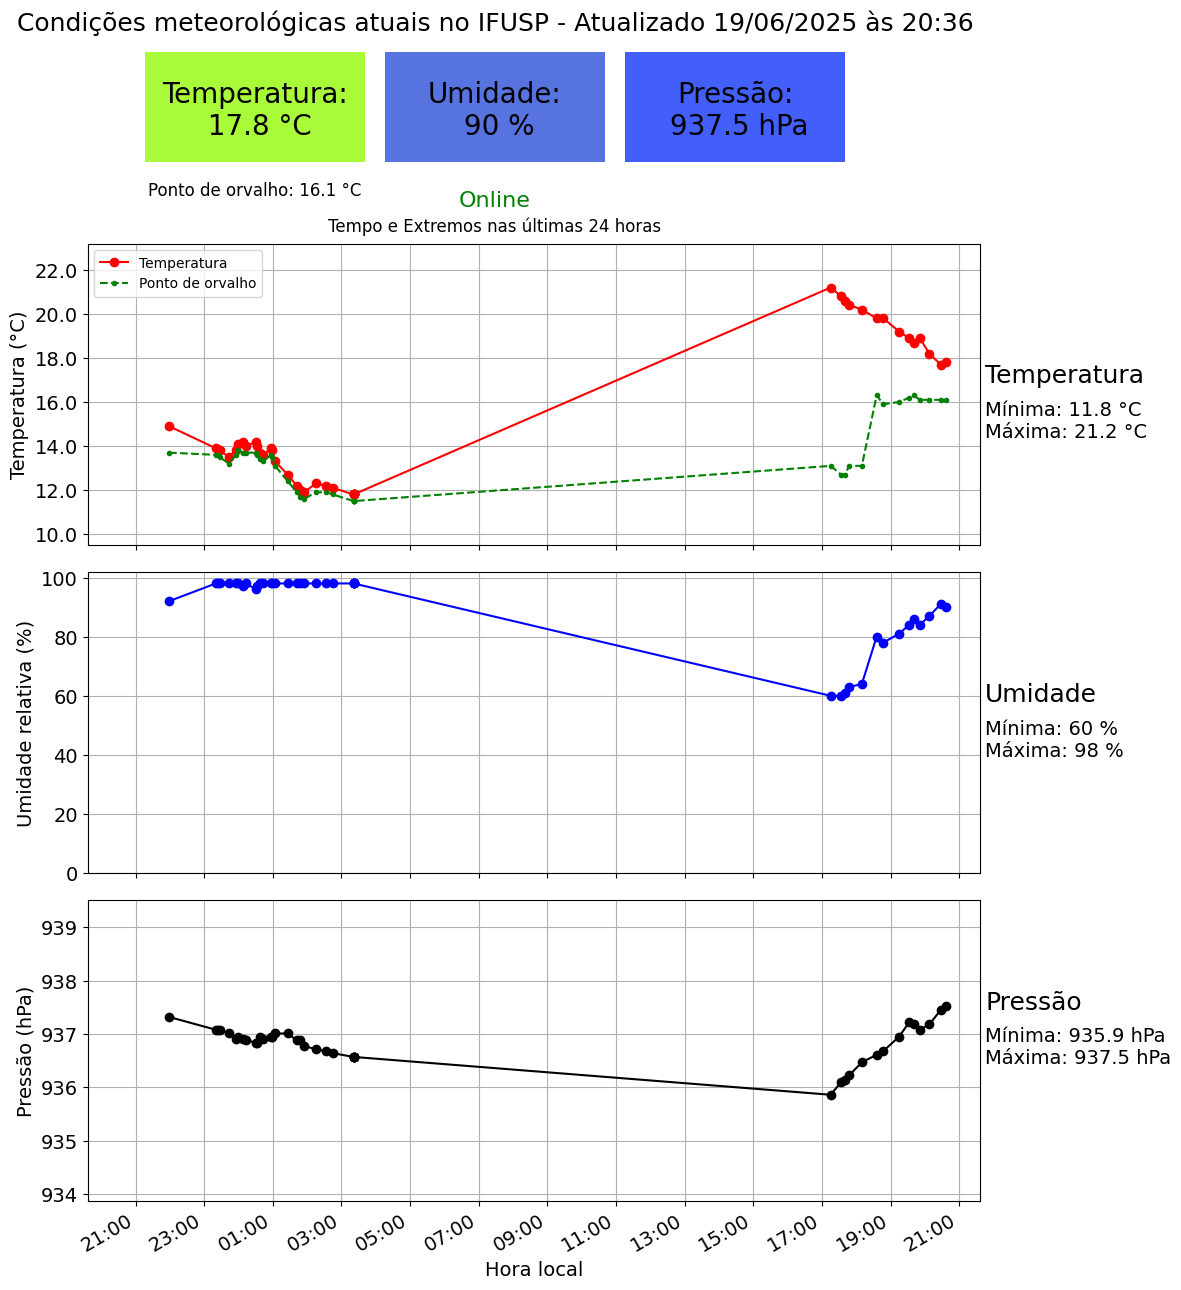 Condições meteorológicas atuais no IFUSP - Atualizado 19/06/2025 às 20:36
Temperatura:
17.8 °C
Umidade:
90 %
Pressão:
937.5 hPa
Ponto de orvalho: 16.1 °C
Online
Tempo e Extremos nas últimas 24 horas
Temperatura
Ponto de orvalho
Temperatura (°C)
22.0
20.0
18.0
16.0
14.0
12.0
10.0
Temperatura
Mínima: 11.8 °C
Máxima: 21.2 °C
Umidade relativa (%)
100
80
60
40
20
0
Umidade
Mínima: 60 %
Máxima: 98 %
Pressão (hPa)
939
938
937
936
935
934
Pressão
Mínima: 935.9 hPa
Máxima: 937.5 hPa
21:00
23:00
01:00
03:00
05:00
07:00
09:00
11:00
13:00
15:00
17:00
19:00
21:00
Hora local